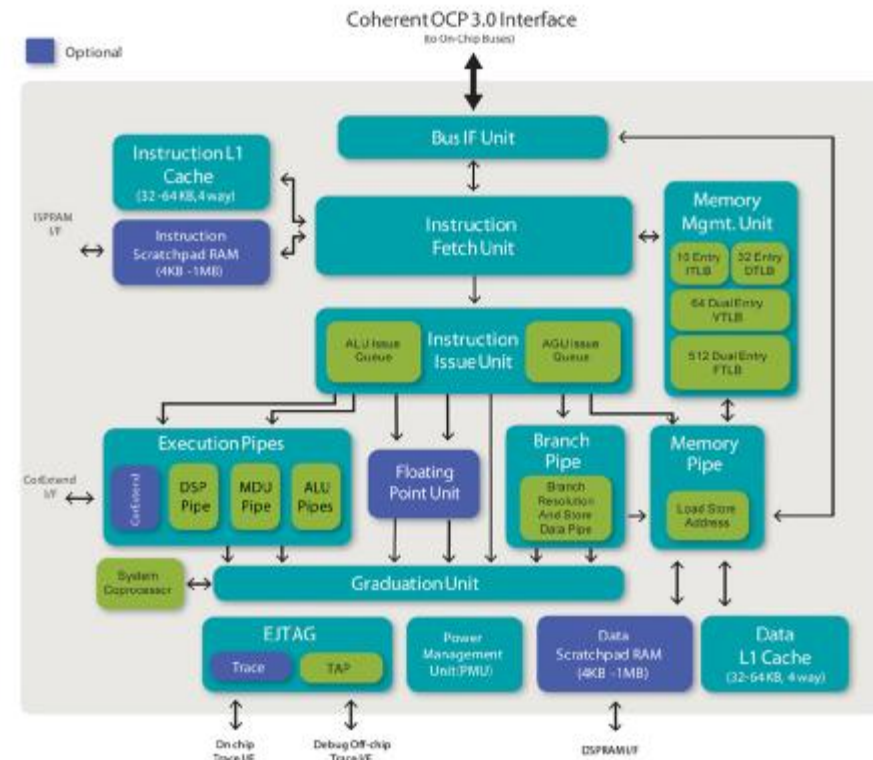 Coherent OCP 3.0 Interface
(to On-Chip Buses)
Optional
Bus IF Unit
Instruction L1
Cache
(32-64 KB, 4 way)
ISPRAM
I/F
Instruction
Scratchpad RAM
(4KB -1MB)
Instruction
Fetch Unit
Memory
Mgmt. Unit
16 Entry
ITLB
32 Entry
DTLB
64 Dual Entry
VTLB
512 Dual Entry
FTLB
ALU Issue
Queue
Instruction
Issue Unit
AGU Issue
Queue
Execution Pipes
CorExtend
I/F
CorExtend
DSP
Pipe
MDU
Pipe
ALU
Pipes
Floating
Point Unit
Branch
Pipe
Branch
Resolution
And Store
Data Pipe
Memory
Pipe
Load Store
Address
System
Coprocessor
Graduation Unit
EJTAG
Trace
TAP
Power
Management
Unit(PMU)
Data
Scratchpad RAM
(4KB -1MB)
Data
L1 Cache
(32-64 KB, 4 way)
On chip
Trace I/F
Debug Off-chip
Trace I/F
DSPRAM I/F